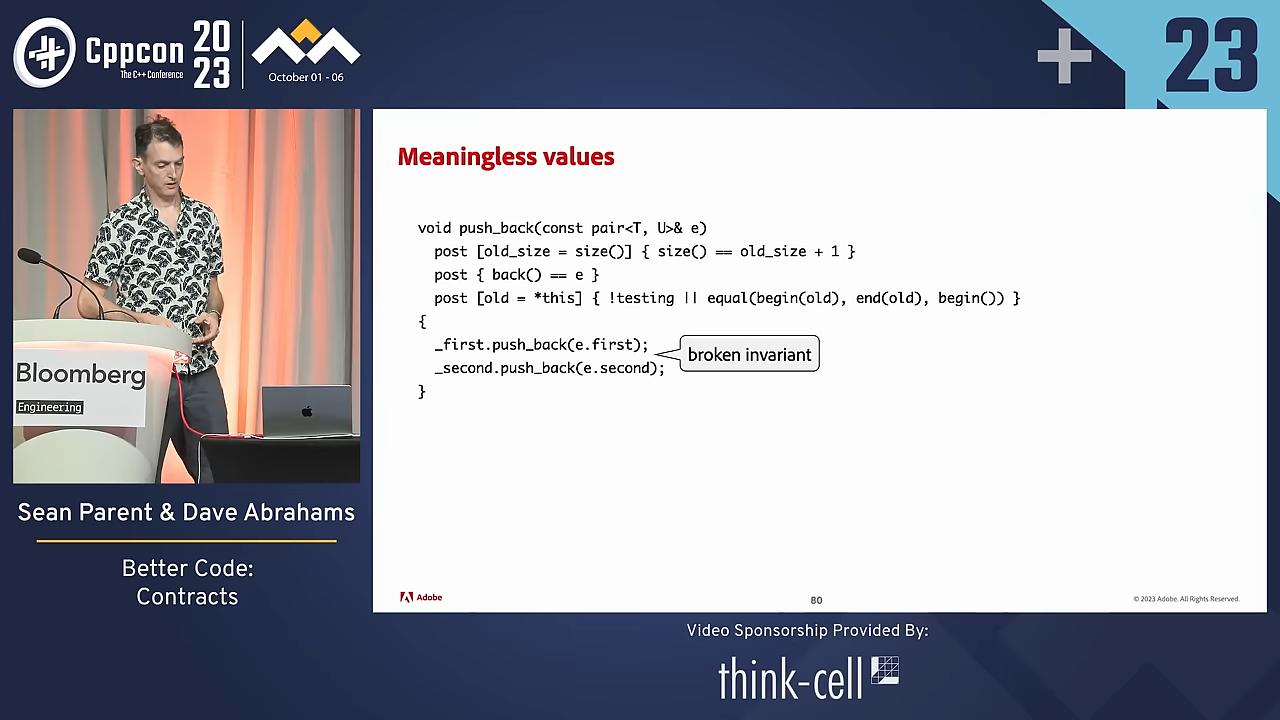 Cppcon
The C++ Conference
20
23
October 01 - 06
23
Meaningless values
void push_back(const pair<T, U>& e)
post [old_size = size()] { size() == old_size + 1 }
post { back() == e }
post [old = *this] { !testing || equal(begin(old), end(old), begin()) }
{
_first.push_back(e.first);
broken invariant
_second.push_back(e.second);
}
Bloomberg
Engineering
Sean Parent & Dave Abrahams
Better Code:
Contracts
Adobe
80
© 2023 Adobe. All Rights Reserved.
Video Sponsorship Provided By:
think-cell